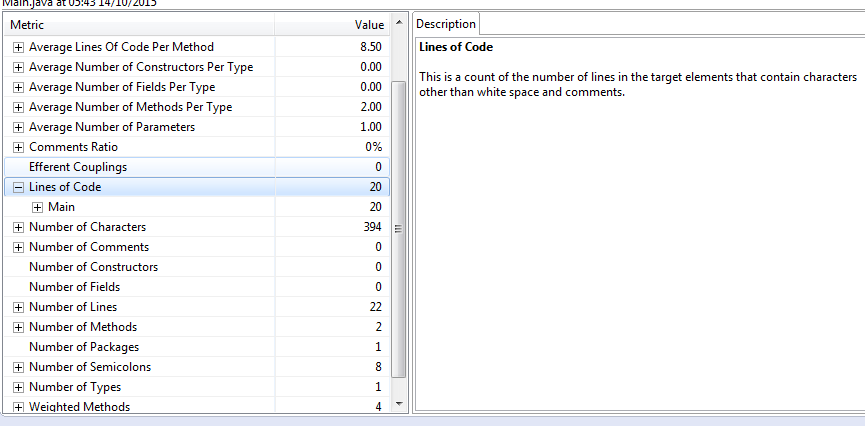 Main.java at 05:43 14/10/2015
Metric Value
Average Lines Of Code Per Method 8.50
Average Number of Constructors Per Type 0.00
Average Number of Fields Per Type 0.00
Average Number of Methods Per Type 2.00
Average Number of Parameters 1.00
Comments Ratio 0%
Efferent Couplings 0
Lines of Code 20
Main 20
Number of Characters 394
Number of Comments 0
Number of Constructors 0
Number of Fields 0
Number of Lines 22
Number of Methods 2
Number of Packages 1
Number of Semicolons 8
Number of Types 1
Weighted Methods 4
Description
Lines of Code
This is a count of the number of lines in the target elements that contain characters
other than white space and comments.